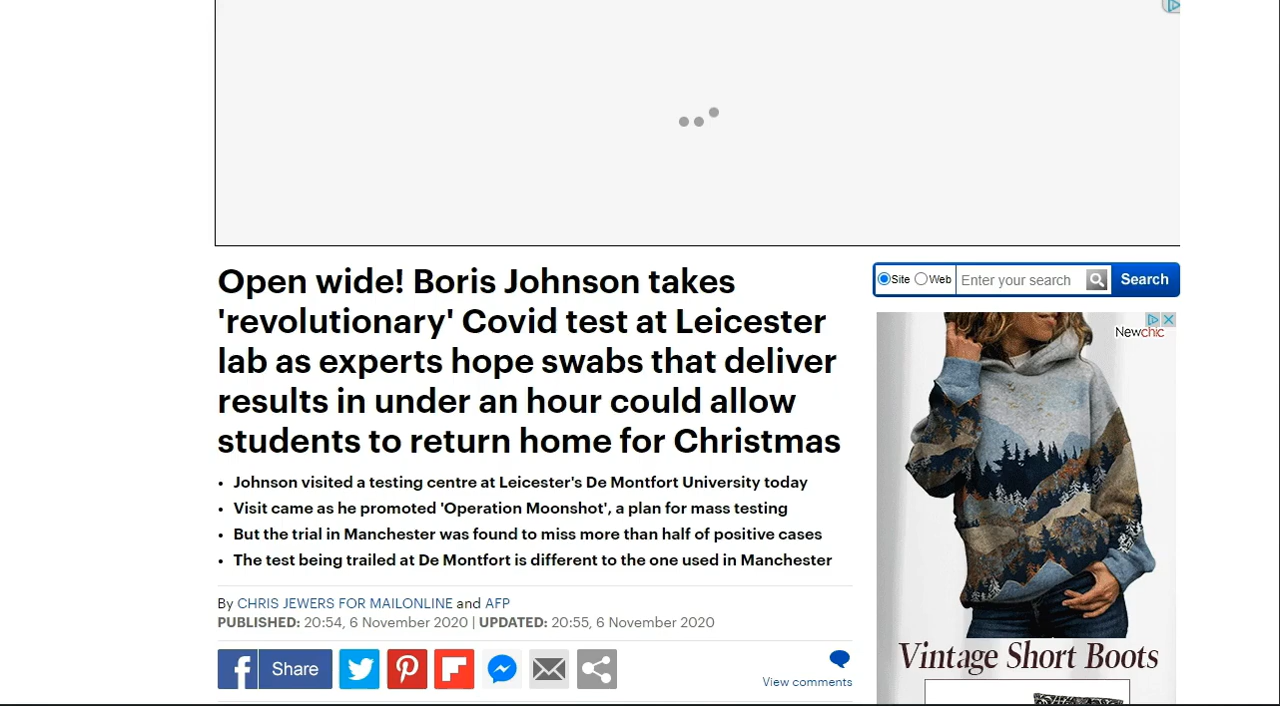 Open wide! Boris Johnson takes
'revolutionary' Covid test at Leicester
lab as experts hope swabs that deliver
results in under an hour could allow
students to return home for Christmas
• Johnson visited a testing centre at Leicester's De Montfort University today
• Visit came as he promoted 'Operation Moonshot', a plan for mass testing
• But the trial in Manchester was found to miss more than half of positive cases
• The test being trailed at De Montfort is different to the one used in Manchester
By CHRIS JEWERS FOR MAILONLINE and AFP
PUBLISHED: 20:54, 6 November 2020 | UPDATED: 20:55, 6 November 2020
Share
View comments
Site Web Enter your search Search
Newchic
Vintage Short Boots